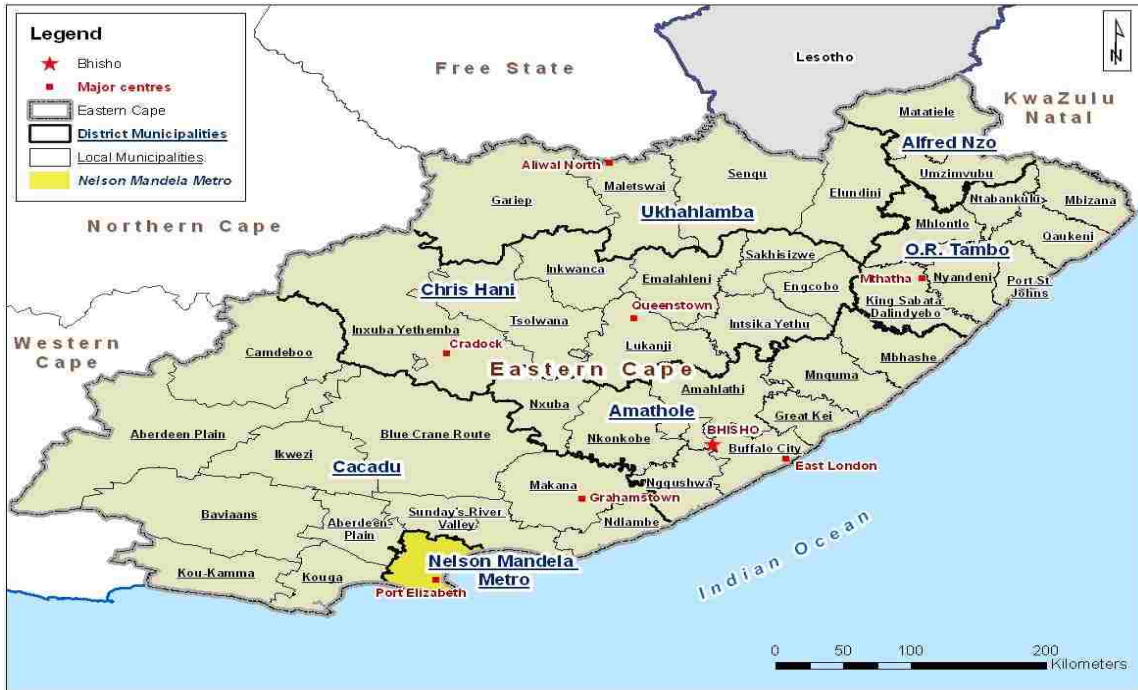 Legend
Bhisho
Major centres
Eastern Cape
District Municipalities
Local Municipalities
Nelson Mandela Metro
N
Lesotho
Free State
KwaZulu
Natal
Northern Cape
Western
Cape
Matatiele
Alfred Nzo
Umzimvubu
Aliwal North
Maletswai
Senqu
Elundini
Gariep
Ukhahlamba
Ntabankulu
Mbizana
Mhlontlo
Qaukeni
O.R. Tambo
Mthatha
Nyandeni
Port St.
Johns
King Sabata
Dalindyebo
Sakhisizwe
Inkwanca
Emalahleni
Engcobo
Chris Hani
Queenstown
Tsolwana
Intsika Yethu
Inxuba Yethemba
Cradock
Lukanji
Camdeboo
Eastern Cape
Mbhashe
Mnquma
Amahlathi
Nxuba
Amathole
Great Kei
BHISHO
Nkonkobe
Buffalo City
East London
Aberdeen Plain
Blue Crane Route
Ikwezi
Cacadu
Makana
Ngqushwa
Grahamstown
Baviaans
Aberdeen
Plain
Sunday's River
Valley
Ndlambe
Nelson Mandela
Metro
Kou-Kamma
Kouga
Port Elizabeth
Indian Ocean
0 50 100 200
Kilometers